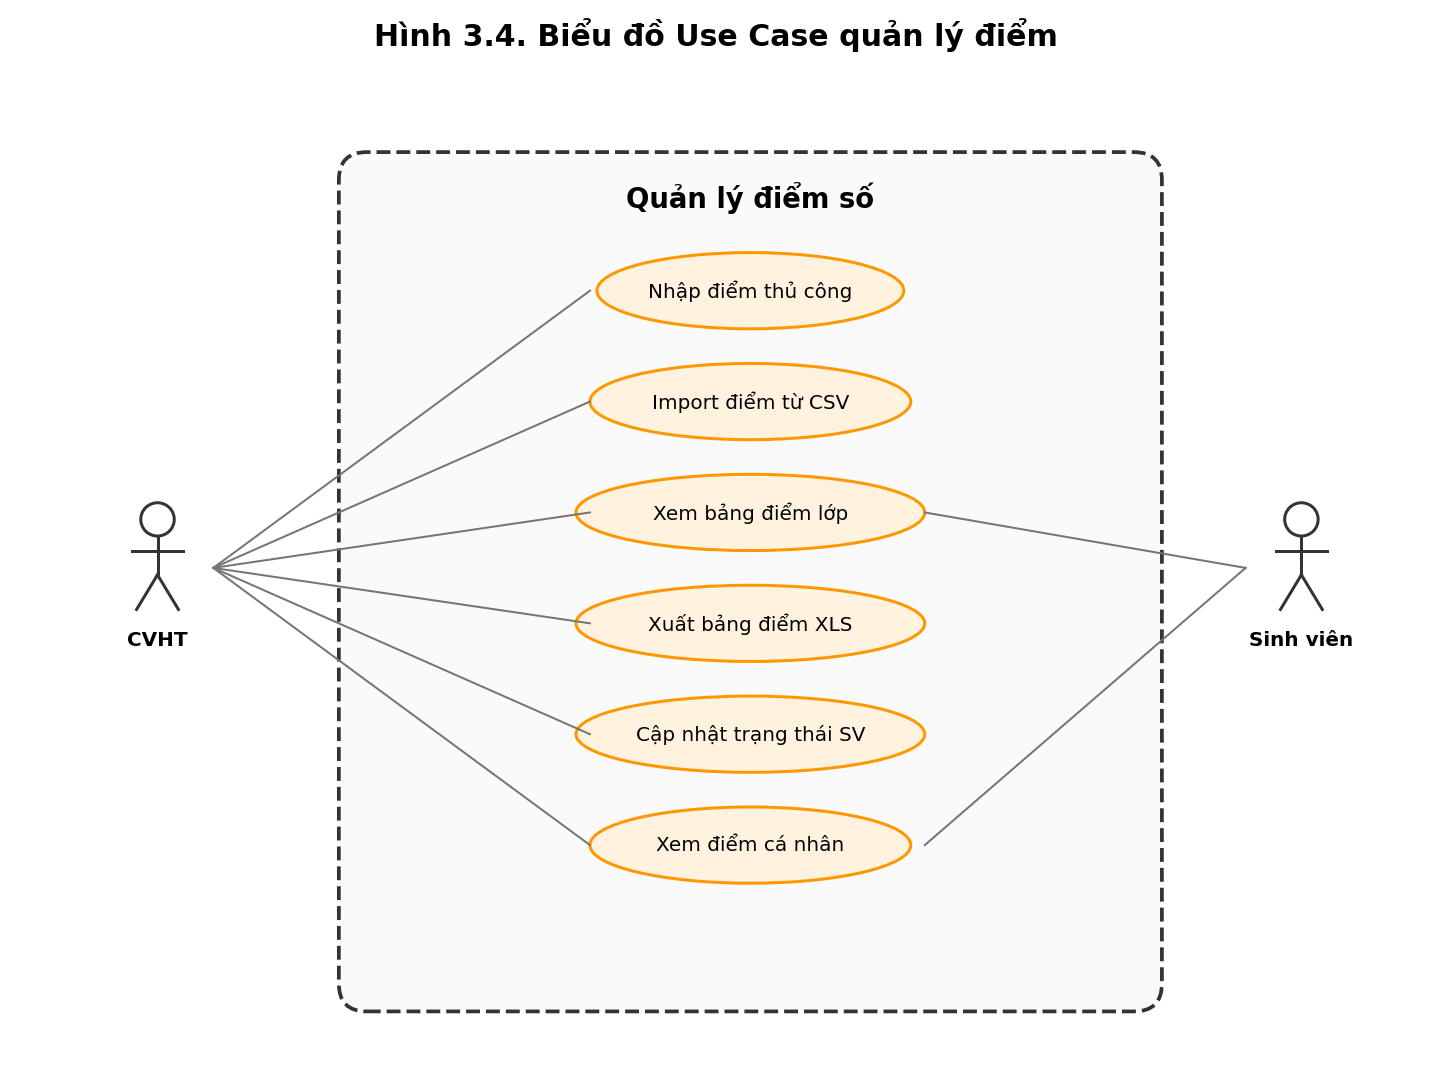 Hình 3.4. Biểu đồ Use Case quản lý điểm
Quản lý điểm số
Nhập điểm thủ công
Import điểm từ CSV
Xem bảng điểm lớp
Xuất bảng điểm XLS
Cập nhật trạng thái SV
Xem điểm cá nhân
CVHT
Sinh viên